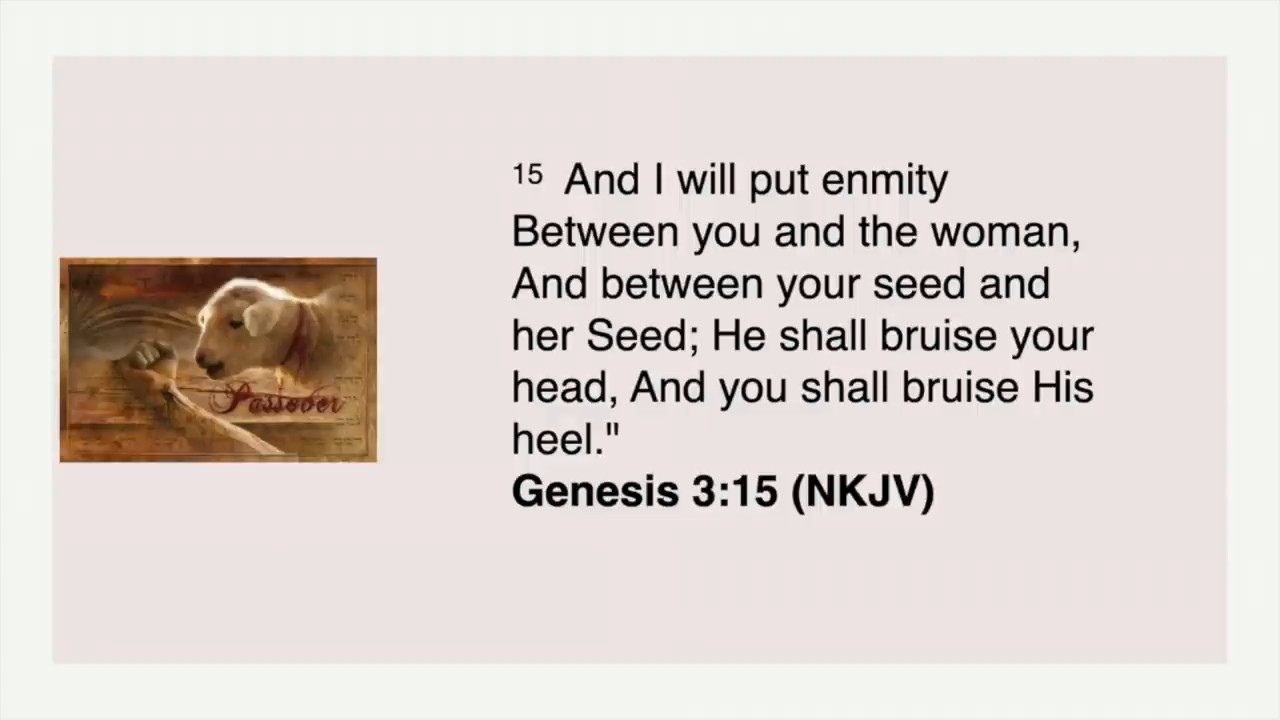 15 And I will put enmity
Between you and the woman,
And between your seed and
her Seed; He shall bruise your
head, And you shall bruise His
heel."
Genesis 3:15 (NKJV)
Passover